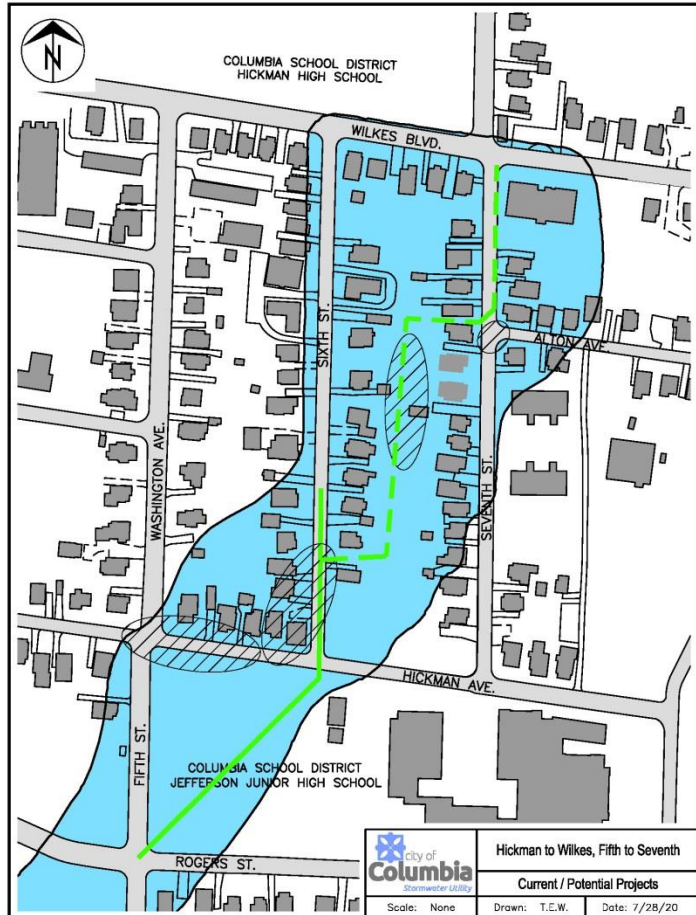 N
COLUMBIA SCHOOL DISTRICT
HICKMAN HIGH SCHOOL
WILKES BLVD.
SIXTH ST.
ALTON AVE.
WASHINGTON AVE.
SEVENTH ST.
HICKMAN AVE.
FIFTH ST.
COLUMBIA SCHOOL DISTRICT
JEFFERSON JUNIOR HIGH SCHOOL
ROGERS ST.
city of
Columbia
Stormwater Utility
Hickman to Wilkes, Fifth to Seventh
Current / Potential Projects
Scale: None
Drawn: T.E.W.
Date: 7/28/20